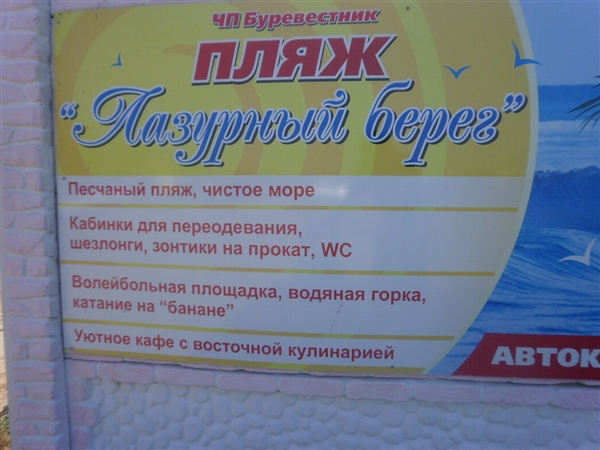 ЧП Буревестник
ПЛЯЖ
"Лазурный берег"
Песчаный пляж, чистое море
Кабинки для переодевания,
шезлонги, зонтики на прокат, WC
Волейбольная площадка, водяная горка,
катание на "банане"
Уютное кафе с восточной кулинарией